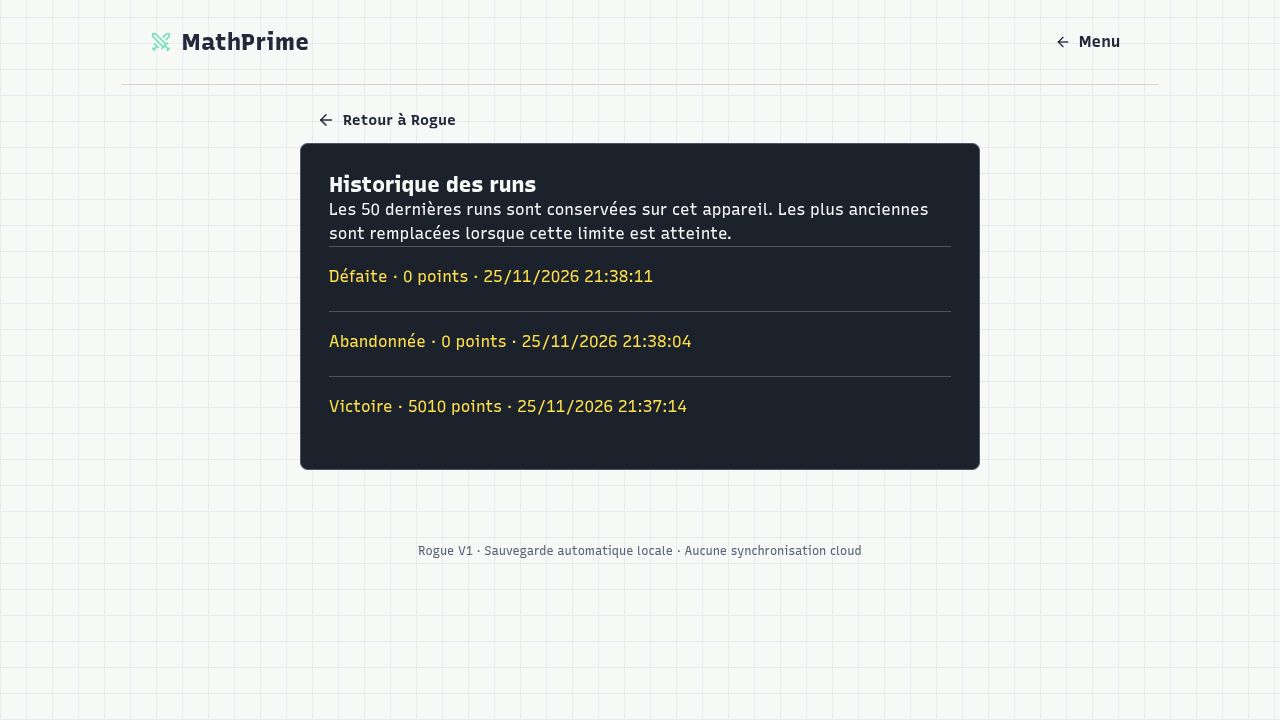 MathPrime
Menu
Retour à Rogue
Historique des runs
Les 50 dernières runs sont conservées sur cet appareil. Les plus anciennes
sont remplacées lorsque cette limite est atteinte.
Défaite · 0 points · 25/11/2026 21:38:11
Abandonnée · 0 points · 25/11/2026 21:38:04
Victoire · 5010 points · 25/11/2026 21:37:14
Rogue V1 · Sauvegarde automatique locale · Aucune synchronisation cloud